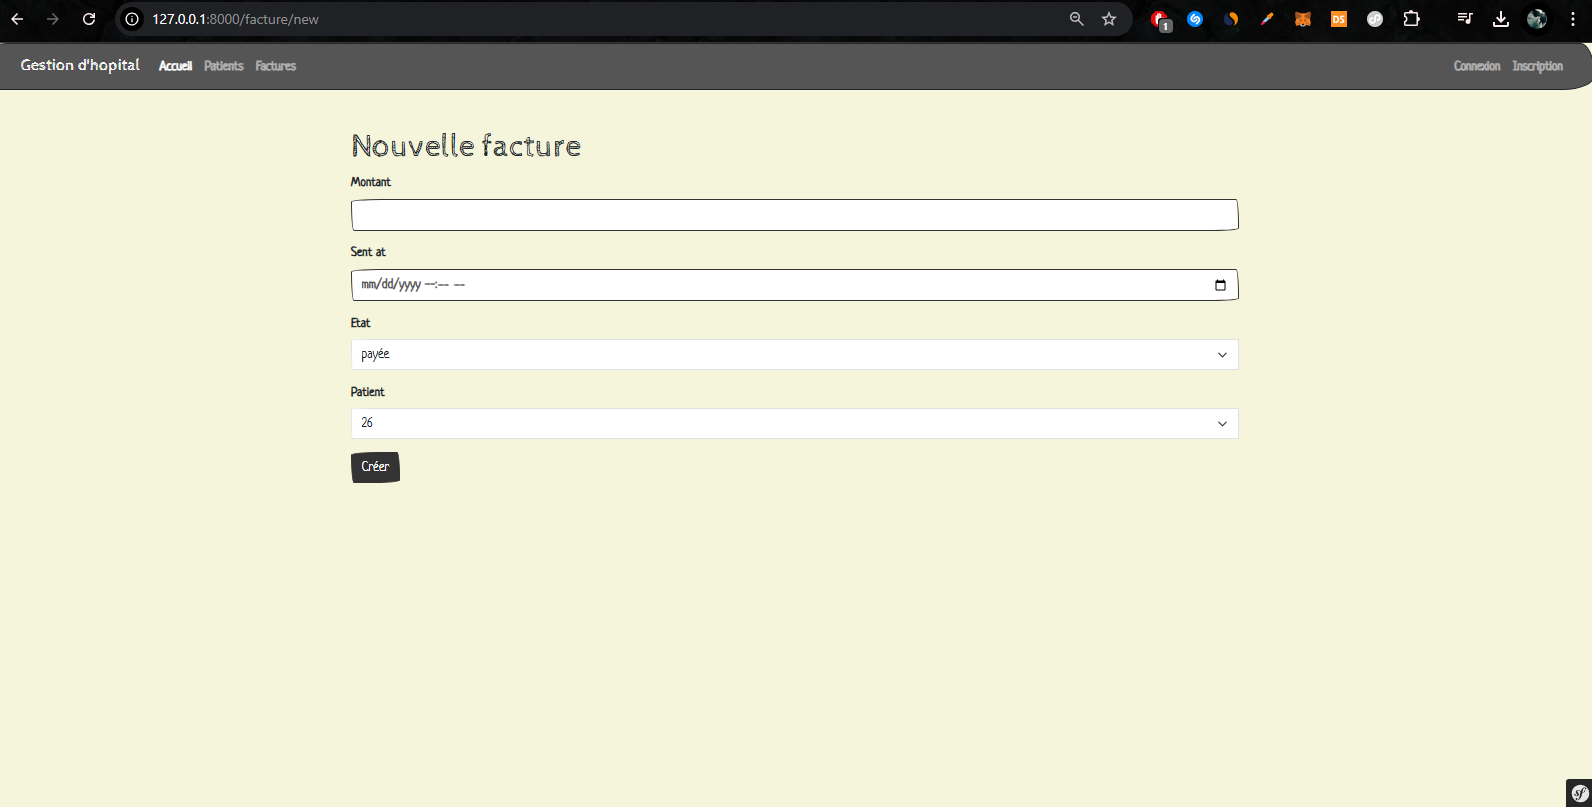 127.0.0.1:8000/facture/new
1
DS
Gestion d'hopital Accueil Patients Factures Connexion Inscription
Nouvelle facture
Montant
Sent at
mm/dd/yyyy --:-- --
Etat
payée
Patient
26
Créer
sf